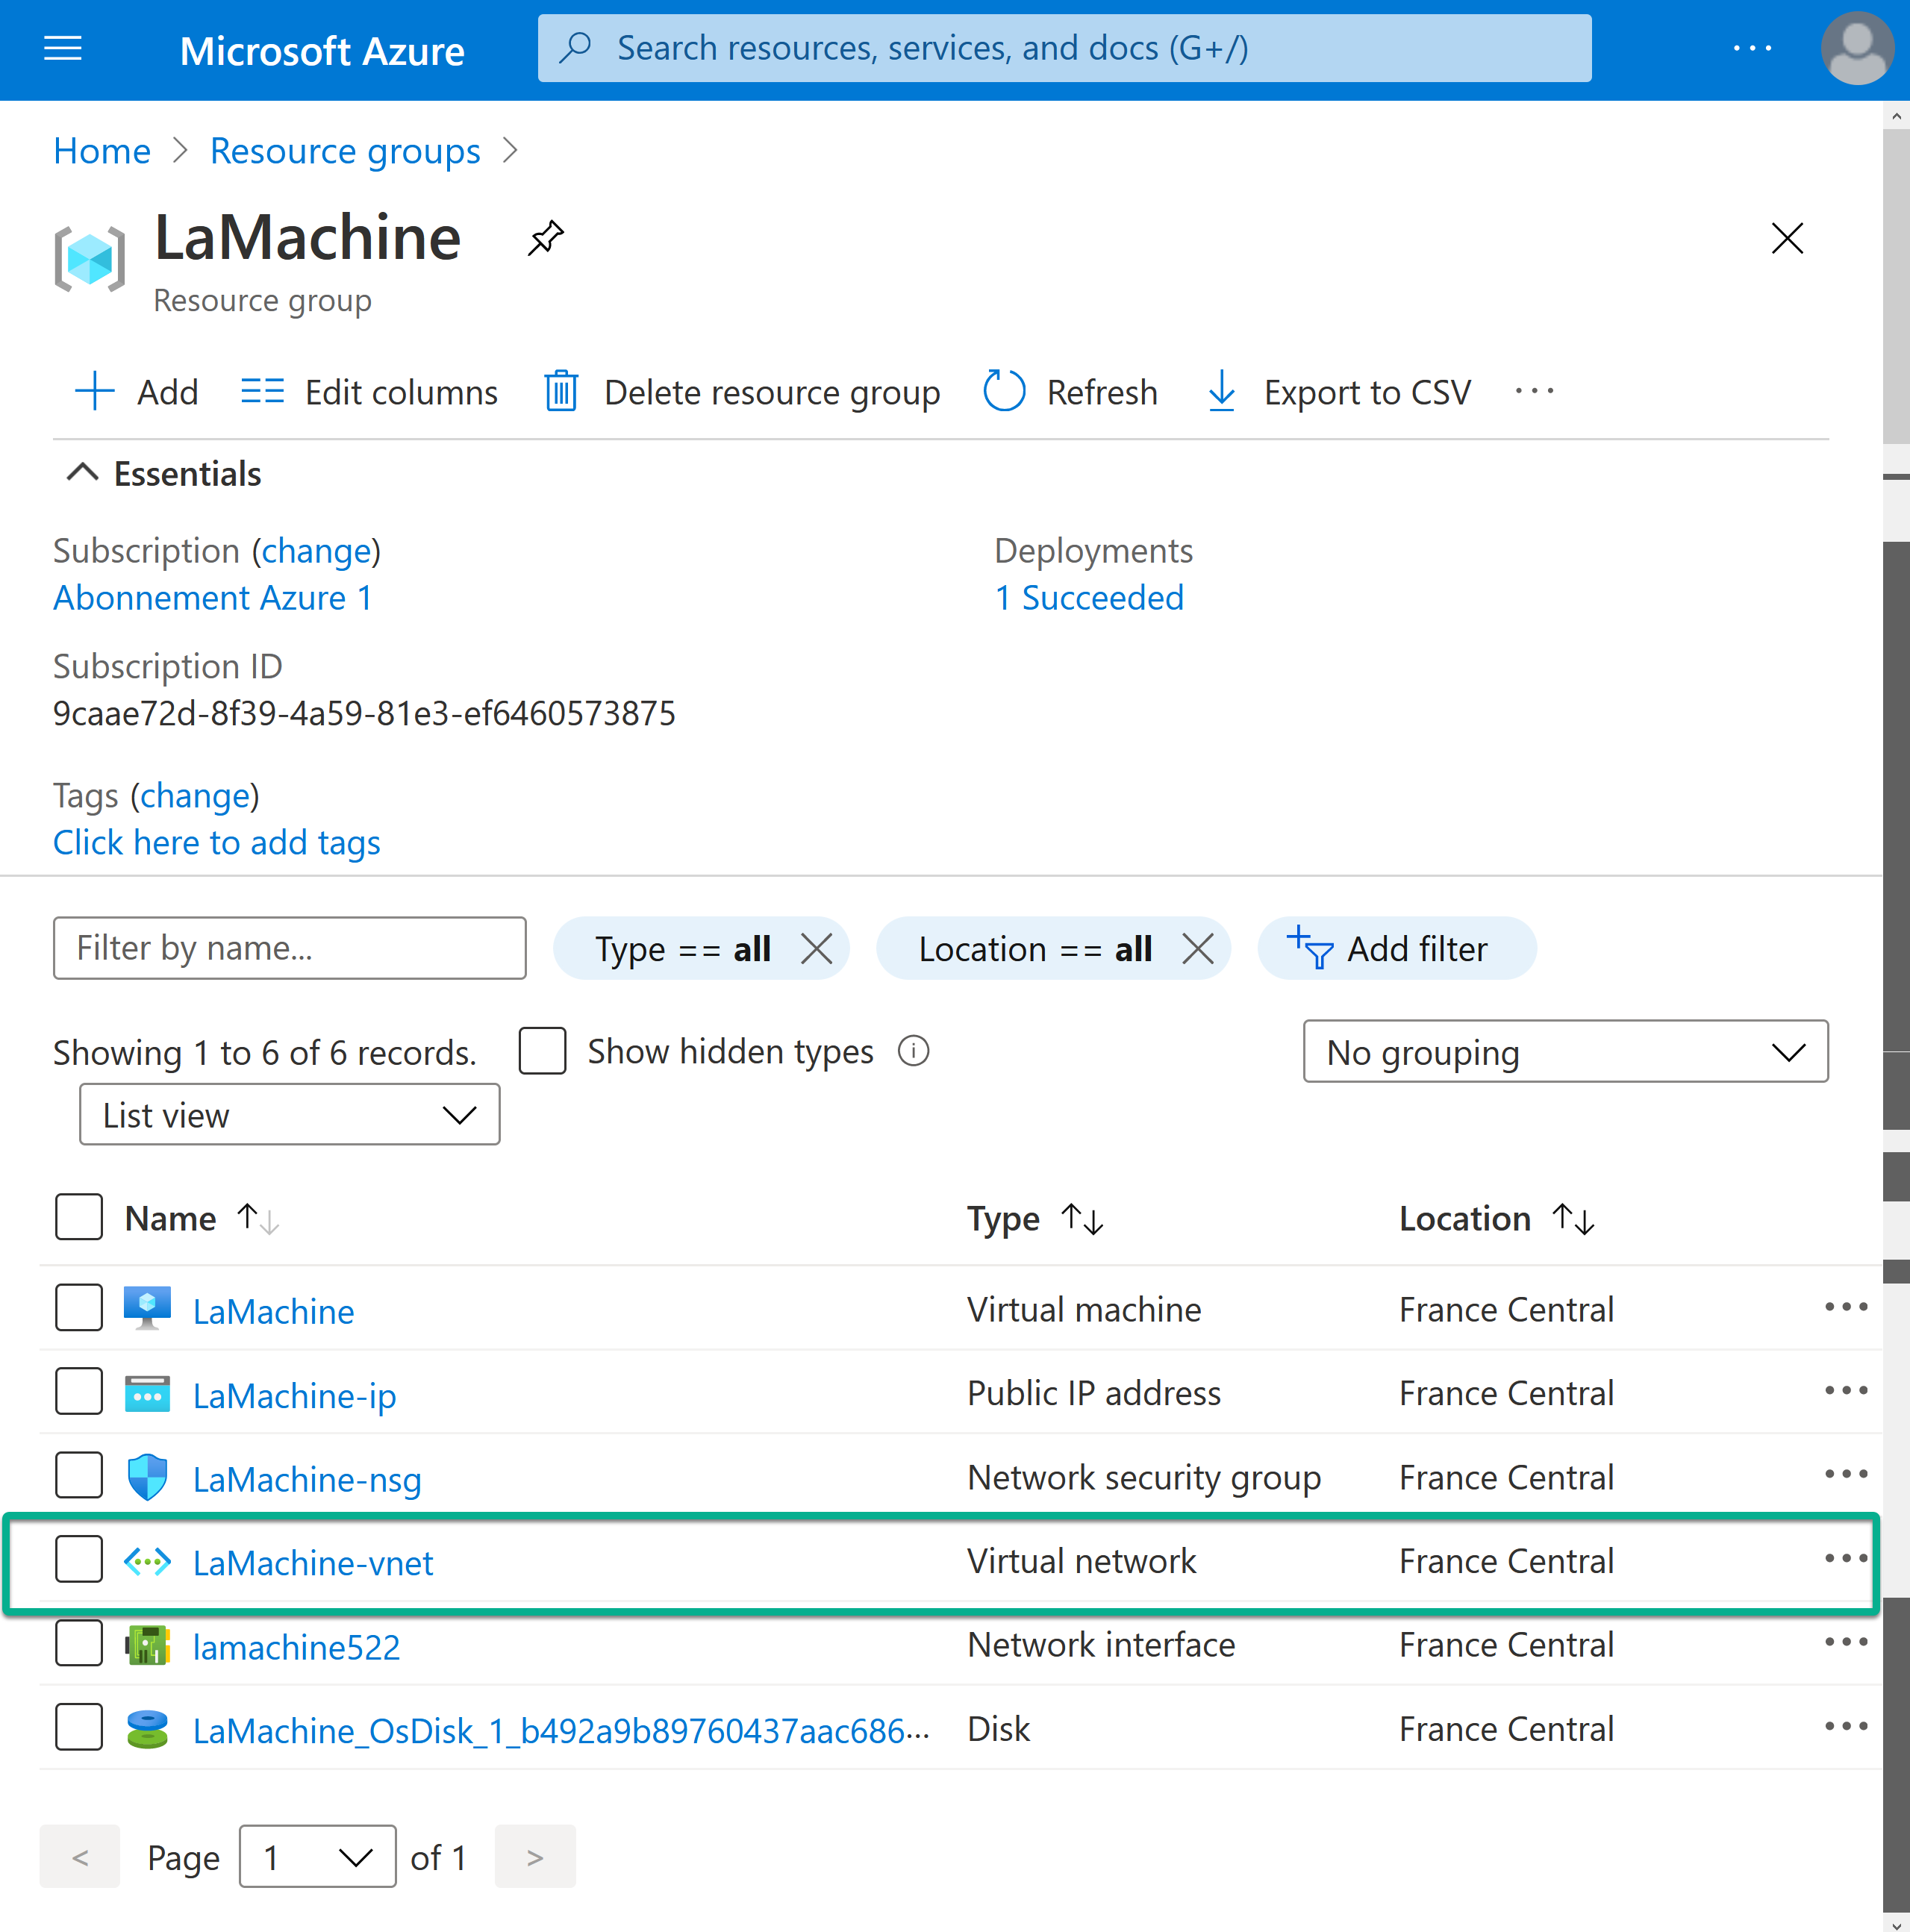 Microsoft Azure
Search resources, services, and docs (G+/)
Home
Resource groups
LaMachine
Resource group
Add
Edit columns
Delete resource group
Refresh
Export to CSV
Essentials
Subscription (change)
Abonnement Azure 1
Deployments
1 Succeeded
Subscription ID
9caae72d-8f39-4a59-81e3-ef6460573875
Tags (change)
Click here to add tags
Filter by name...
Type == all
Location == all
Add filter
Showing 1 to 6 of 6 records.
Show hidden types
No grouping
List view
Name Type Location
LaMachine Virtual machine France Central
LaMachine-ip Public IP address France Central
LaMachine-nsg Network security group France Central
LaMachine-vnet Virtual network France Central
lamachine522 Network interface France Central
LaMachine_OsDisk_1_b492a9b89760437aac686... Disk France Central
< Page 1 of 1 >